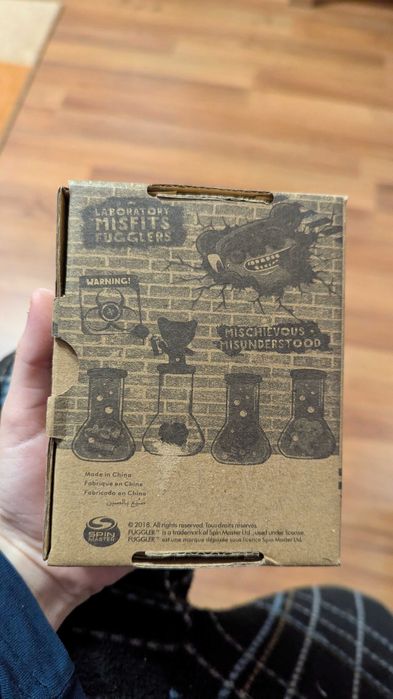 LABORATORY
MISFITS
FUGGLERS
WARNING!
MISCHIEVOUS -
MISUNDERSTOOD
Made in China
Fabriqué en Chine
Fabricado en China
صنع بالصين
SPIN
MASTER
© 2018. All rights reserved. Tous droits réservés.
FUGGLER™ is a trademark of Spin Master Ltd., used under license.
FUGGLER™ est une marque déposée sous licence Spin Master Ltd.